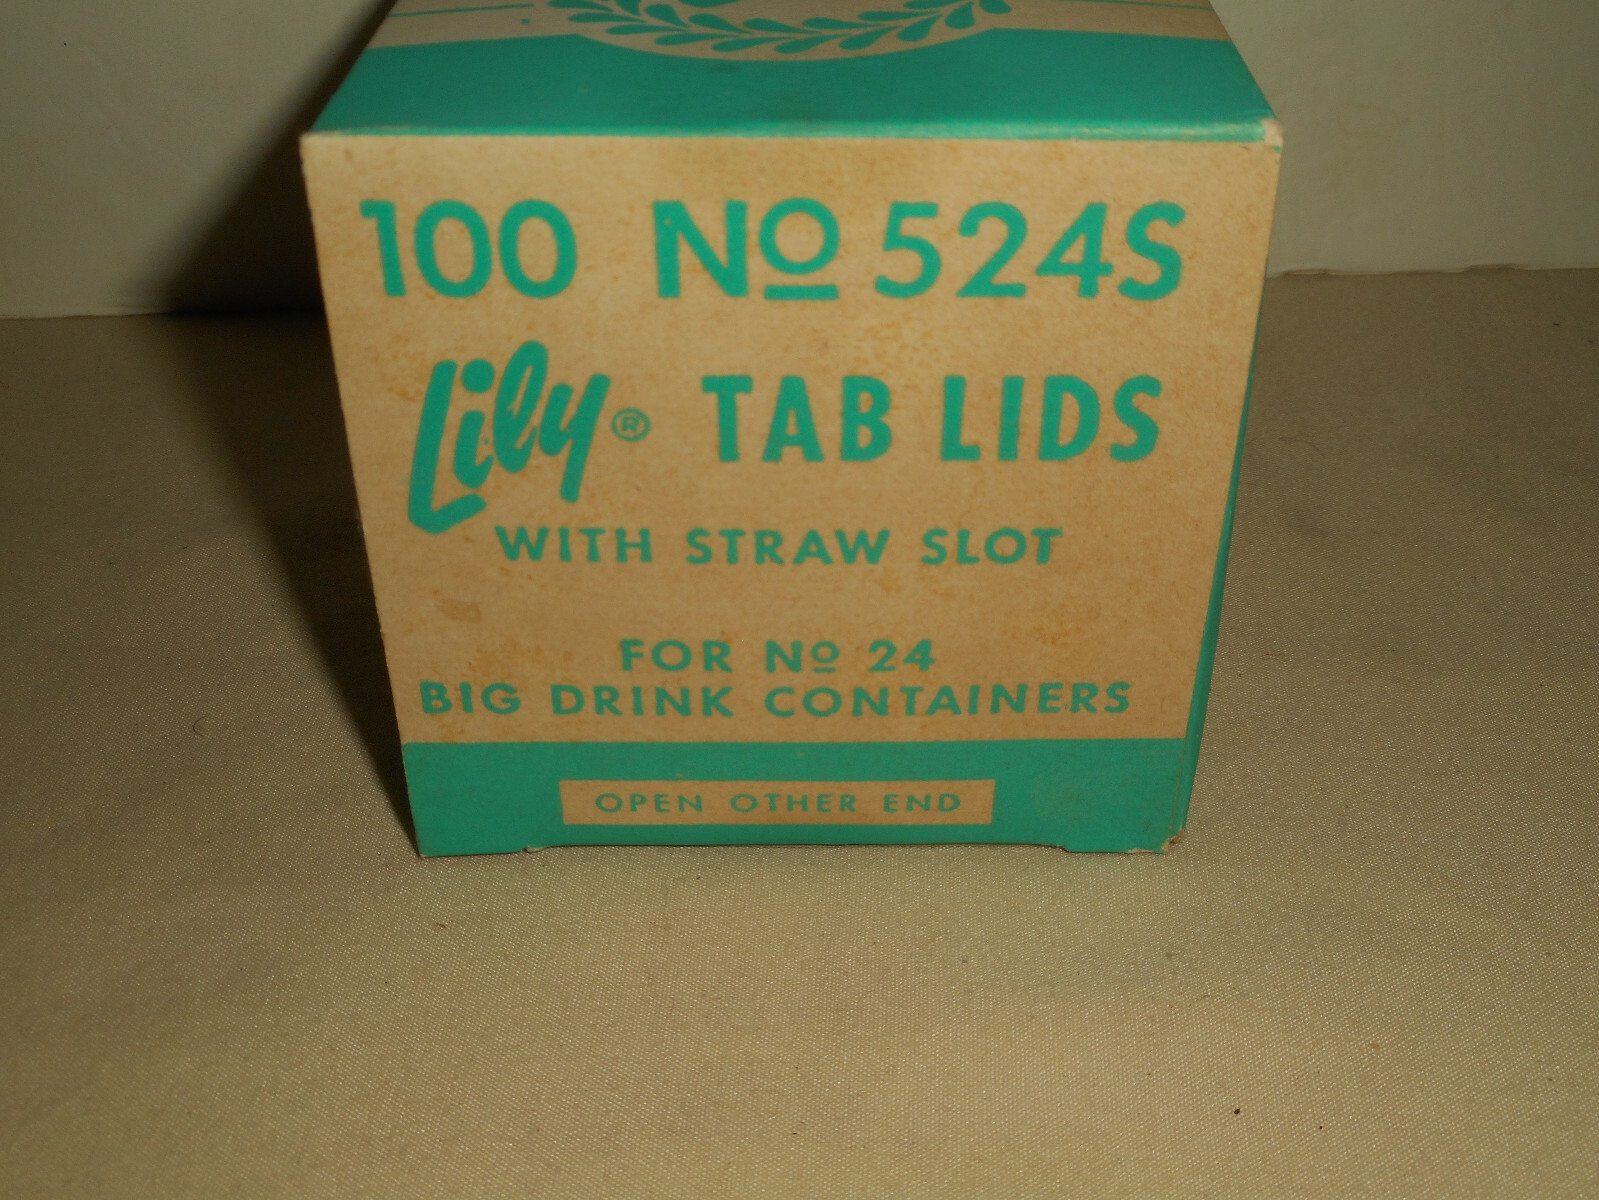 100 Nº 524S
Lily® TAB LIDS
WITH STRAW SLOT
FOR Nº 24
BIG DRINK CONTAINERS
OPEN OTHER END